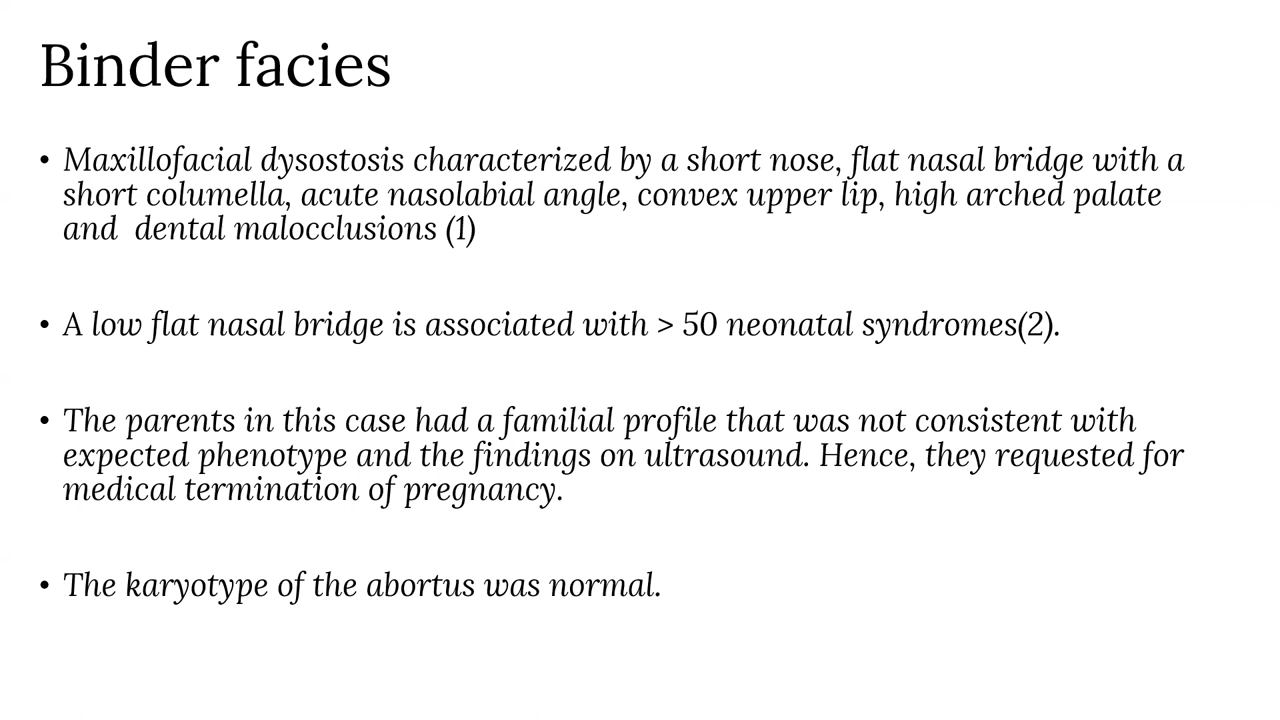 Binder facies
• Maxillofacial dysostosis characterized by a short nose, flat nasal bridge with a
short columella, acute nasolabial angle, convex upper lip, high arched palate
and  dental malocclusions (1)
• A low flat nasal bridge is associated with > 50 neonatal syndromes(2).
• The parents in this case had a familial profile that was not consistent with
expected phenotype and the findings on ultrasound. Hence, they requested for
medical termination of pregnancy.
• The karyotype of the abortus was normal.